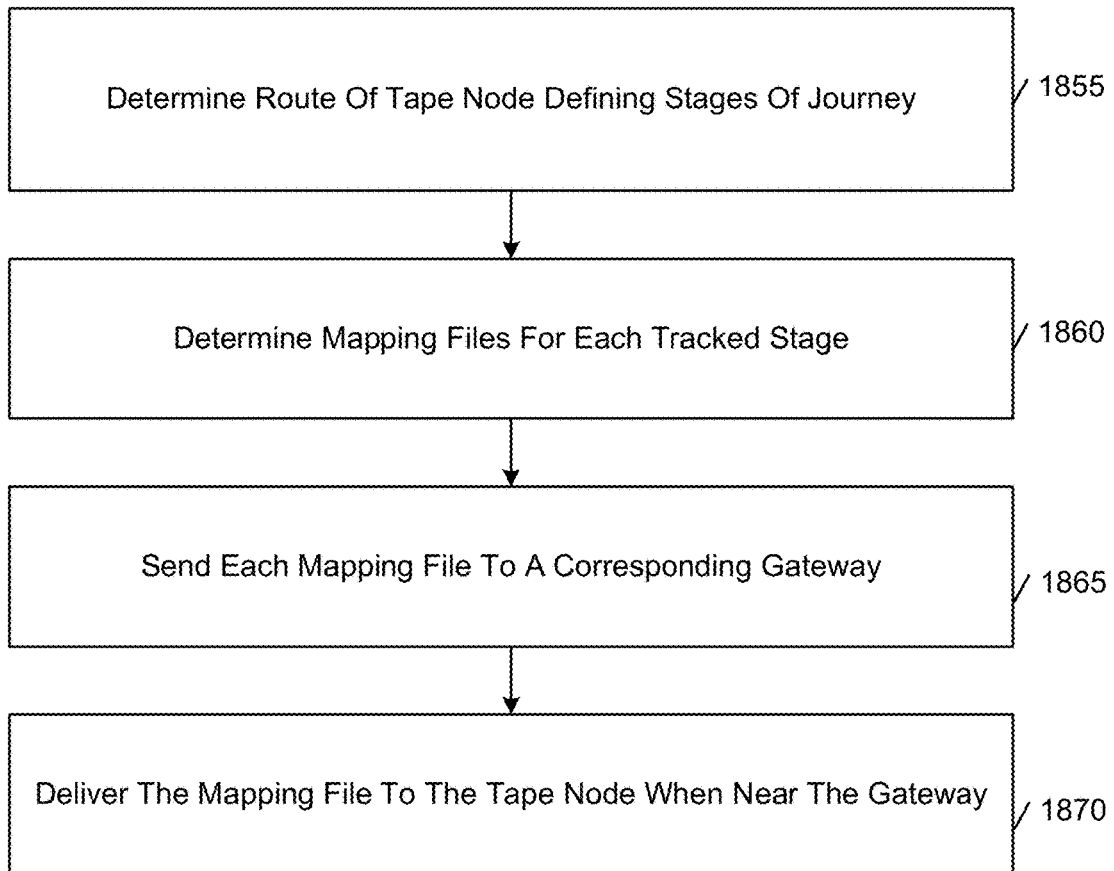 Determine Route Of Tape Node Defining Stages Of Journey
1855
Determine Mapping Files For Each Tracked Stage
1860
Send Each Mapping File To A Corresponding Gateway
1865
Deliver The Mapping File To The Tape Node When Near The Gateway
1870